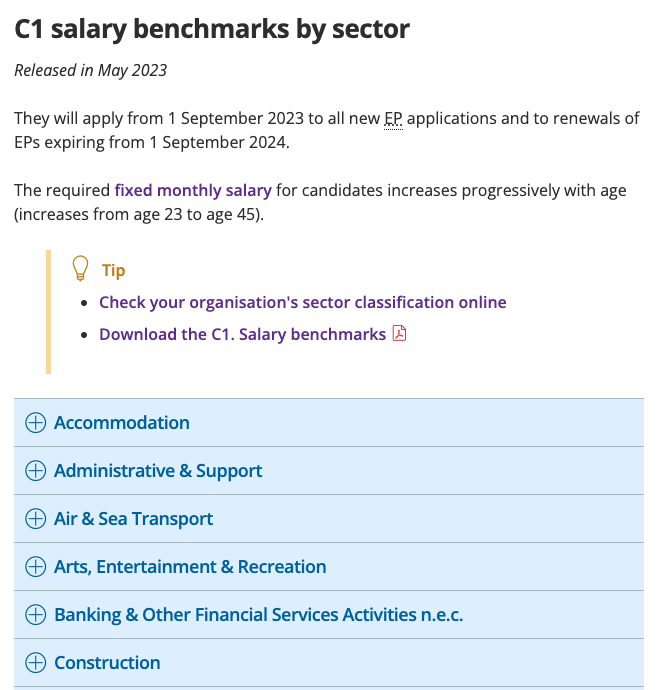 C1 salary benchmarks by sector
Released in May 2023
They will apply from 1 September 2023 to all new EP applications and to renewals of
EPs expiring from 1 September 2024.
The required fixed monthly salary for candidates increases progressively with age
(increases from age 23 to age 45).
Tip
Check your organisation's sector classification online
Download the C1. Salary benchmarks
Accommodation
Administrative & Support
Air & Sea Transport
Arts, Entertainment & Recreation
Banking & Other Financial Services Activities n.e.c.
Construction